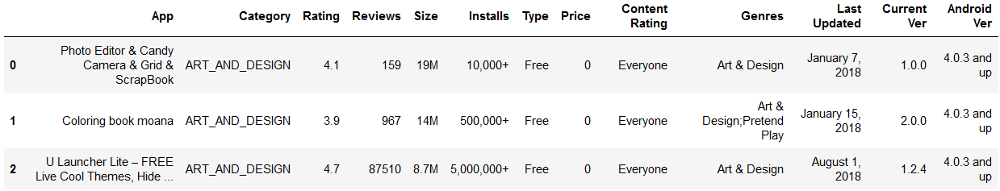 App Category Rating Reviews Size Installs Type Price Content Rating Genres Last Updated Current Ver Android Ver
0 Photo Editor & Candy Camera & Grid & ScrapBook ART_AND_DESIGN 4.1 159 19M 10,000+ Free 0 Everyone Art & Design January 7, 2018 1.0.0 4.0.3 and up
1 Coloring book moana ART_AND_DESIGN 3.9 967 14M 500,000+ Free 0 Everyone Art & Design;Pretend Play January 15, 2018 2.0.0 4.0.3 and up
2 U Launcher Lite – FREE Live Cool Themes, Hide ... ART_AND_DESIGN 4.7 87510 8.7M 5,000,000+ Free 0 Everyone Art & Design August 1, 2018 1.2.4 4.0.3 and up